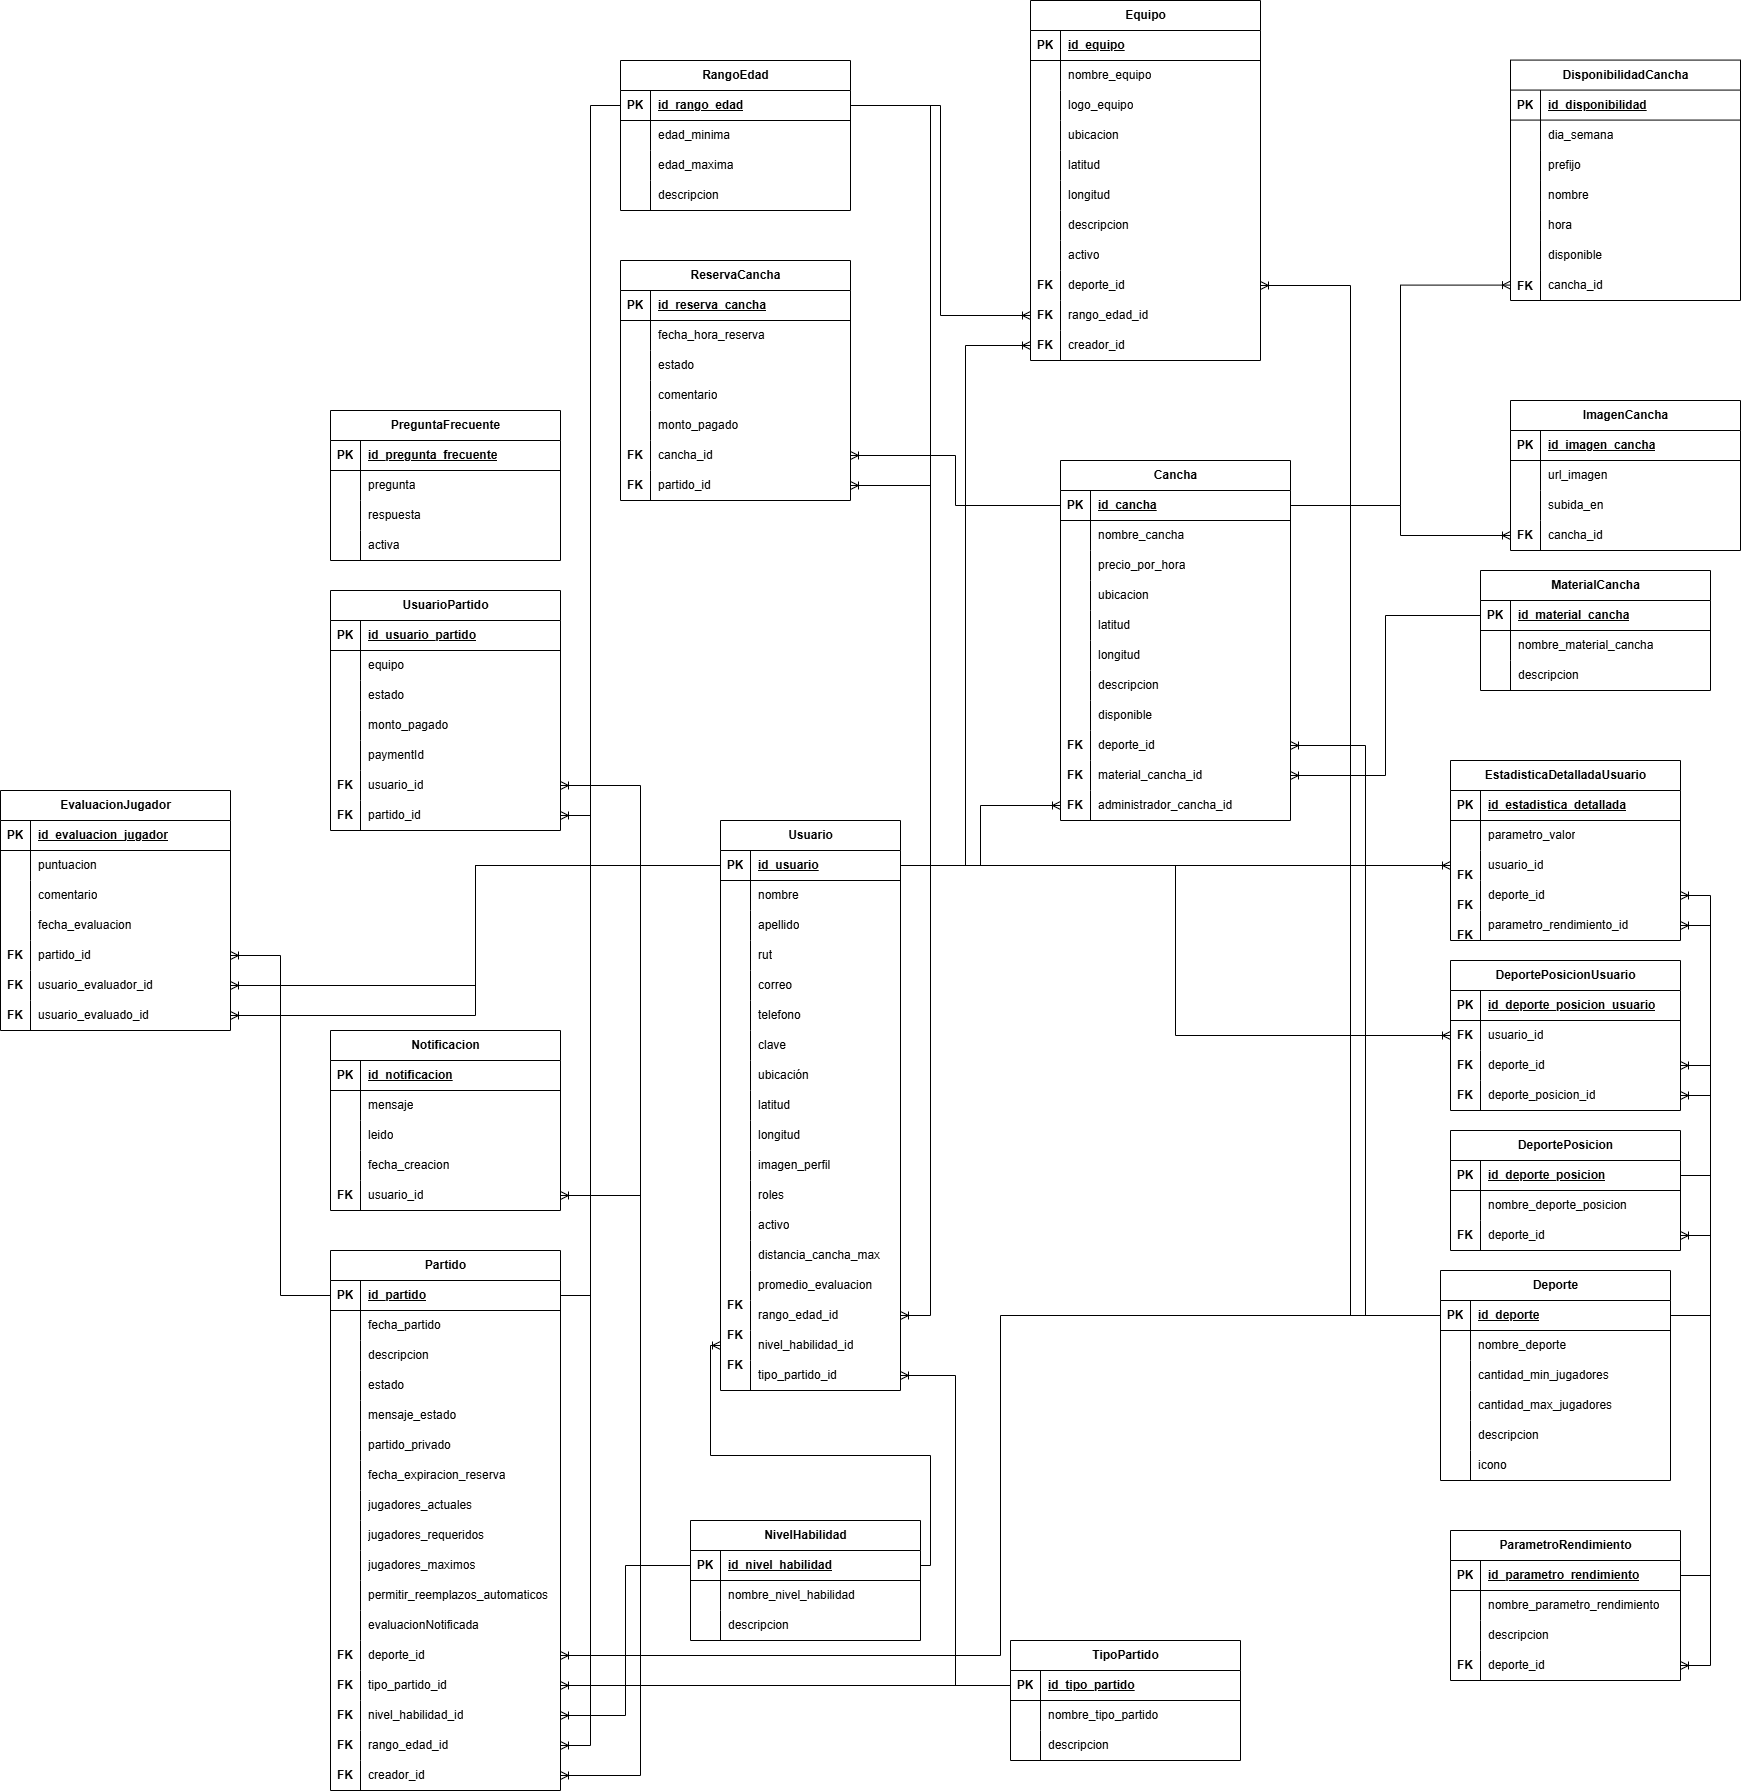 Equipo
PK id_equipo
nombre_equipo
logo_equipo
ubicacion
latitud
longitud
descripcion
activo
FK deporte_id
FK rango_edad_id
FK creador_id
RangoEdad
PK id_rango_edad
edad_minima
edad_maxima
descripcion
DisponibilidadCancha
PK id_disponibilidad
dia_semana
prefijo
nombre
hora
disponible
FK cancha_id
ReservaCancha
PK id_reserva_cancha
fecha_hora_reserva
estado
comentario
monto_pagado
FK cancha_id
FK partido_id
ImagenCancha
PK id_imagen_cancha
url_imagen
subida_en
FK cancha_id
PreguntaFrecuente
PK id_pregunta_frecuente
pregunta
respuesta
activa
Cancha
PK id_cancha
nombre_cancha
precio_por_hora
ubicacion
latitud
longitud
descripcion
disponible
FK deporte_id
FK material_cancha_id
FK administrador_cancha_id
MaterialCancha
PK id_material_cancha
nombre_material_cancha
descripcion
UsuarioPartido
PK id_usuario_partido
equipo
estado
monto_pagado
paymentId
FK usuario_id
FK partido_id
EstadisticaDetalladaUsuario
PK id_estadistica_detallada
parametro_valor
FK usuario_id
FK deporte_id
FK parametro_rendimiento_id
EvaluacionJugador
PK id_evaluacion_jugador
puntuacion
comentario
fecha_evaluacion
FK partido_id
FK usuario_evaluador_id
FK usuario_evaluado_id
Usuario
PK id_usuario
nombre
apellido
rut
correo
telefono
clave
ubicación
latitud
longitud
imagen_perfil
roles
activo
distancia_cancha_max
promedio_evaluacion
FK rango_edad_id
FK nivel_habilidad_id
FK tipo_partido_id
DeportePosicionUsuario
PK id_deporte_posicion_usuario
FK usuario_id
FK deporte_id
FK deporte_posicion_id
Notificacion
PK id_notificacion
mensaje
leido
fecha_creacion
FK usuario_id
DeportePosicion
PK id_deporte_posicion
nombre_deporte_posicion
FK deporte_id
Partido
PK id_partido
fecha_partido
descripcion
estado
mensaje_estado
partido_privado
fecha_expiracion_reserva
jugadores_actuales
jugadores_requeridos
jugadores_maximos
permitir_reemplazos_automaticos
evaluacionNotificada
FK deporte_id
FK tipo_partido_id
FK nivel_habilidad_id
FK rango_edad_id
FK creador_id
Deporte
PK id_deporte
nombre_deporte
cantidad_min_jugadores
cantidad_max_jugadores
descripcion
icono
NivelHabilidad
PK id_nivel_habilidad
nombre_nivel_habilidad
descripcion
ParametroRendimiento
PK id_parametro_rendimiento
nombre_parametro_rendimiento
descripcion
FK deporte_id
TipoPartido
PK id_tipo_partido
nombre_tipo_partido
descripcion